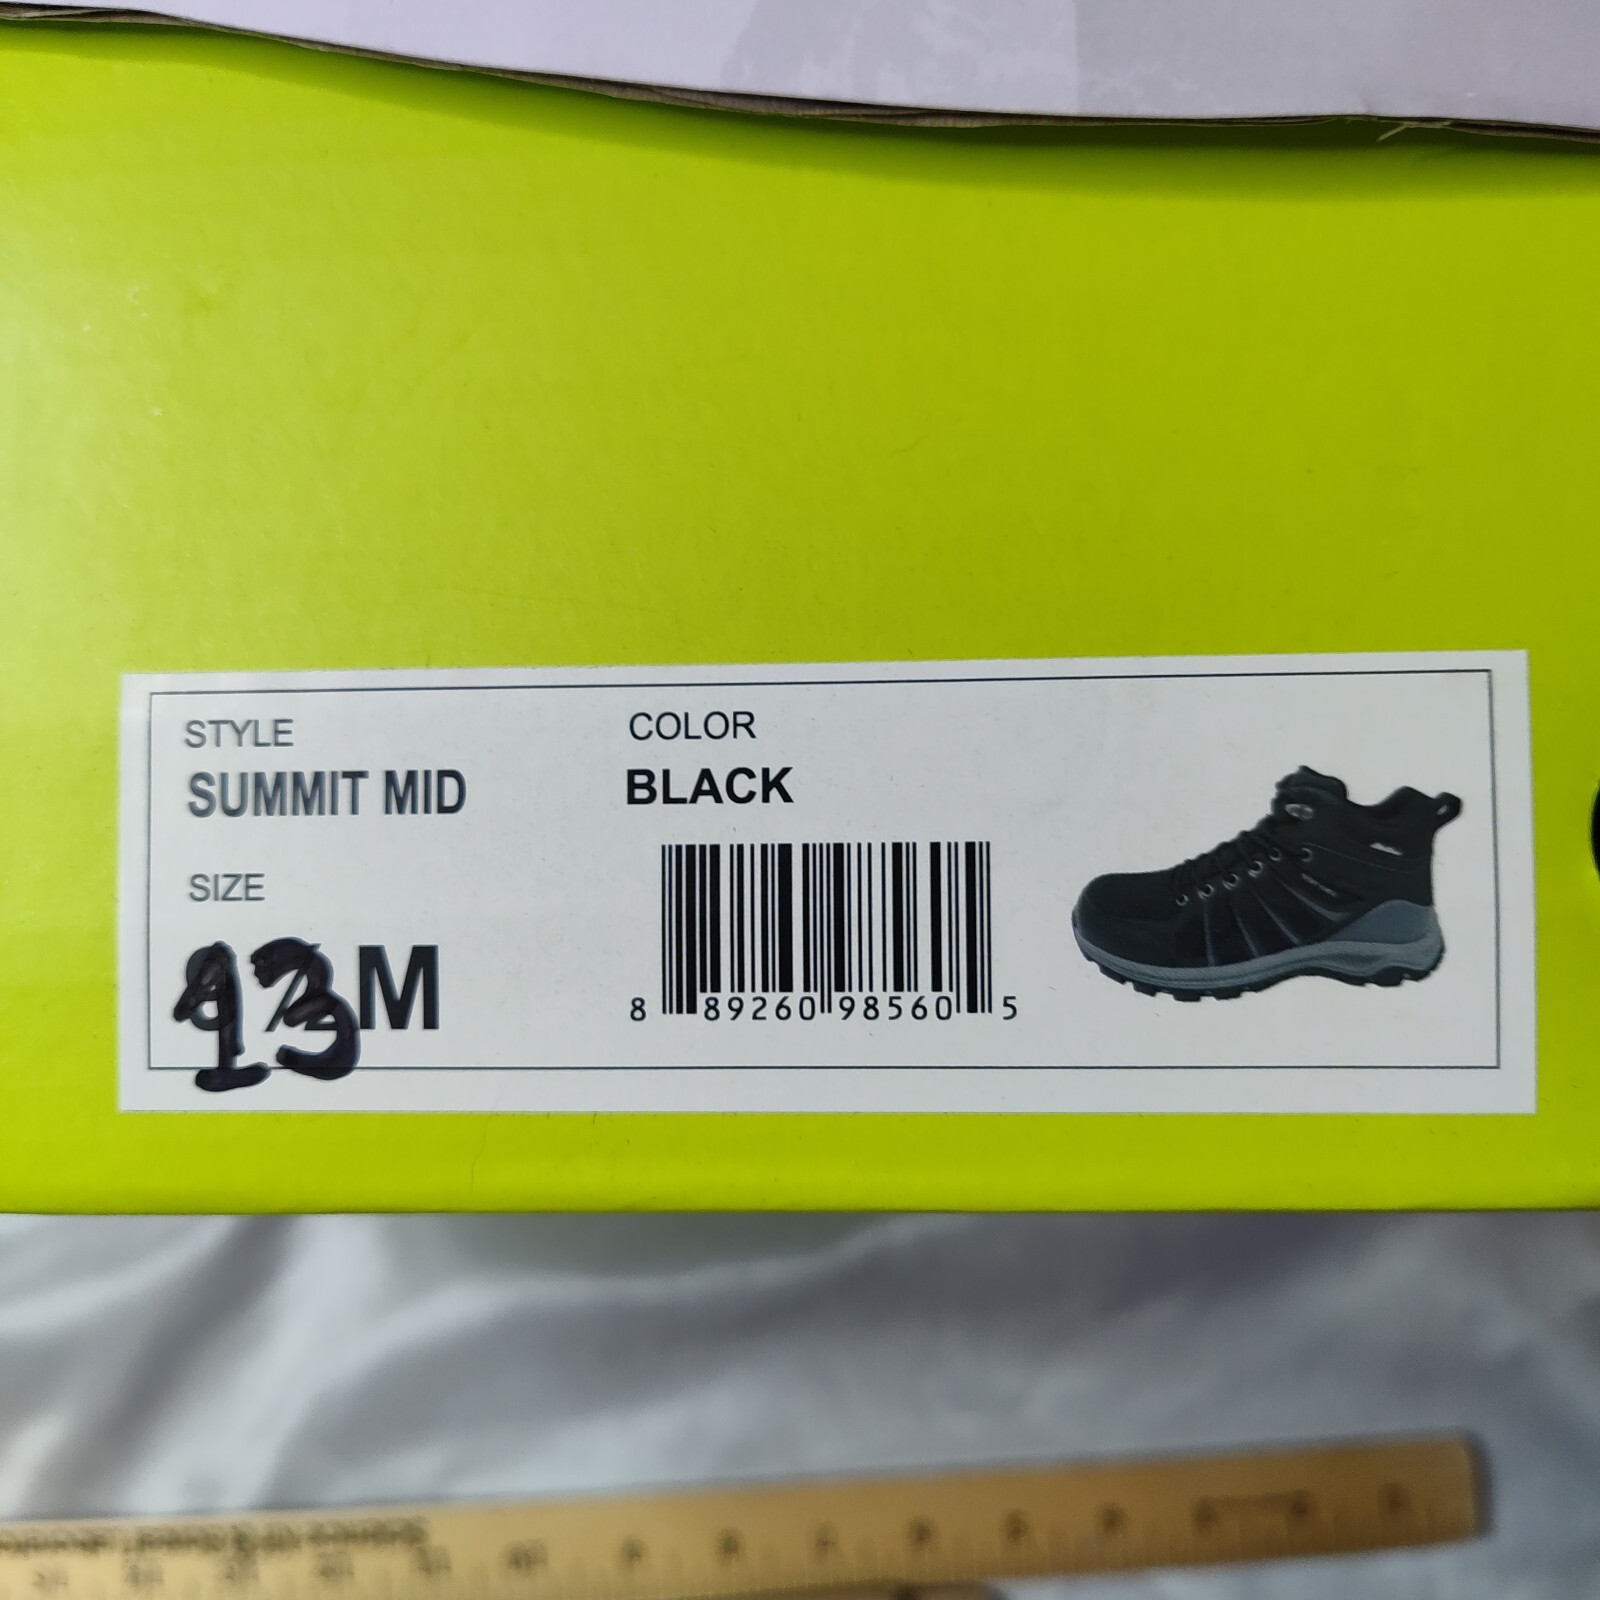 STYLE
SUMMIT MID
COLOR
BLACK
SIZE
13 M
8 89260 98560 5